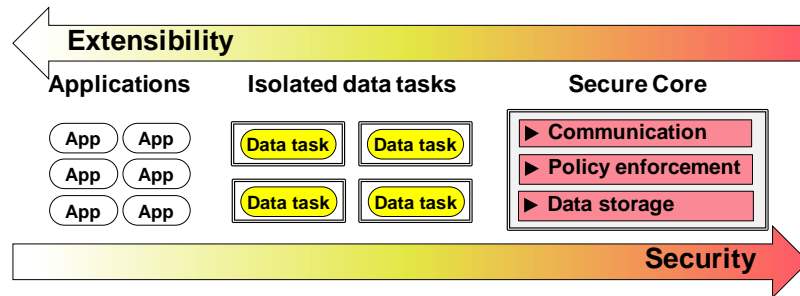 Extensibility
Applications Isolated data tasks Secure Core
App App Data task Data task Communication
App App Policy enforcement
App App Data task Data task Data storage
Security